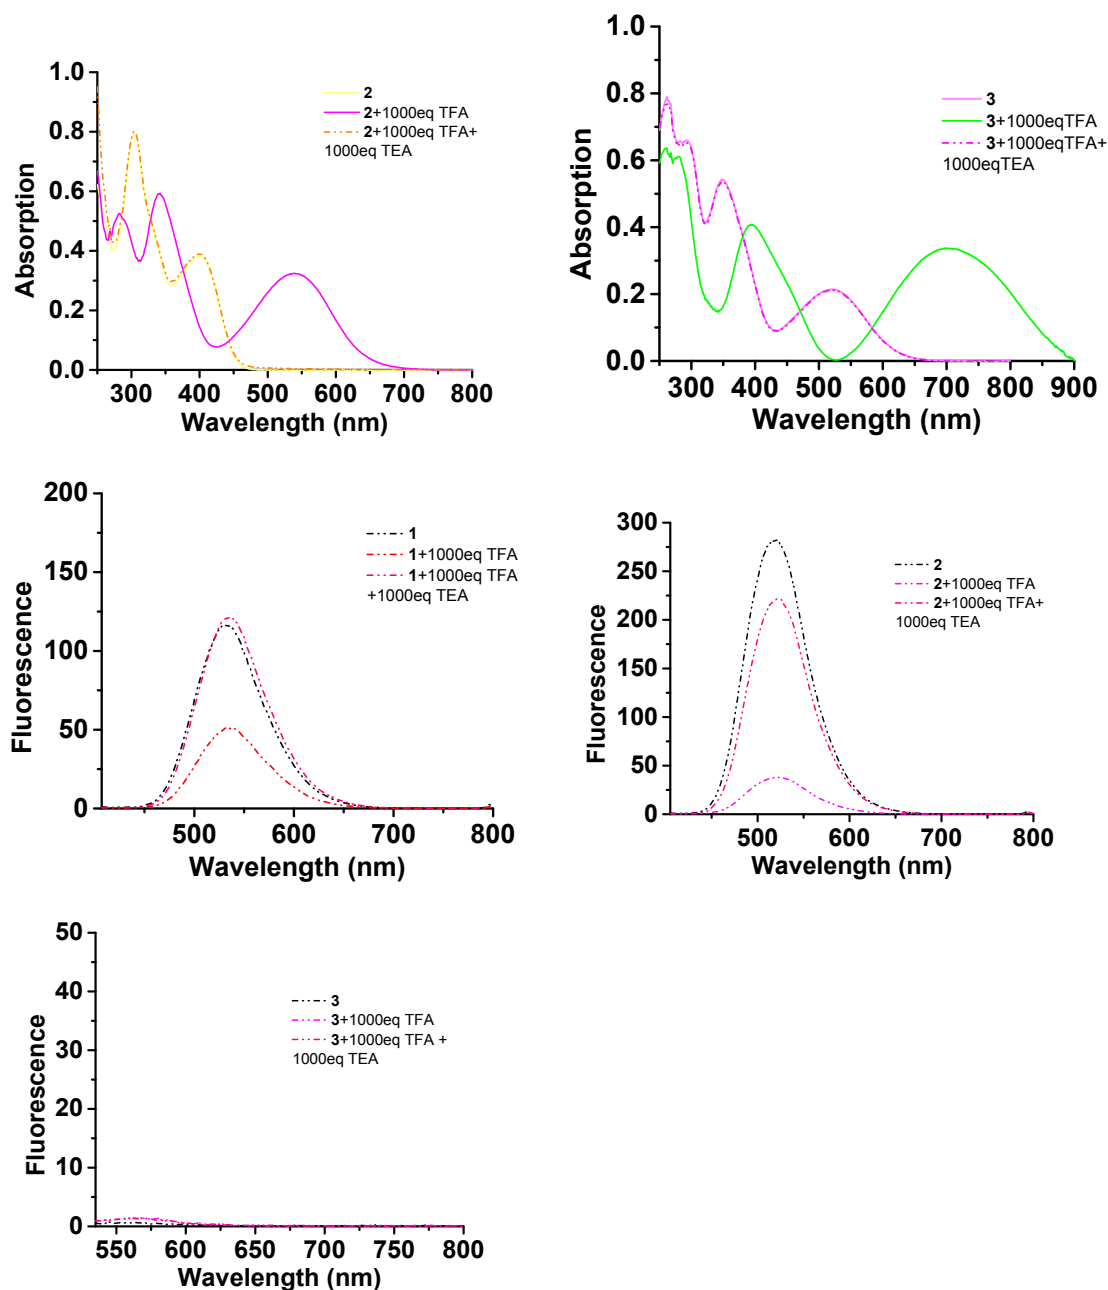 1.0
0.8
0.6
0.4
0.2
0.0
Absorption
2
2+1000eq TFA
2+1000eq TFA+
1000eq TEA
300 400 500 600 700 800
Wavelength (nm)
1.0
0.8
0.6
0.4
0.2
0.0
Absorption
3
3+1000eqTFA
3+1000eqTFA+
1000eqTEA
300 400 500 600 700 800 900
Wavelength (nm)
200
150
100
50
0
Fluorescence
1
1+1000eq TFA
1+1000eq TFA
+1000eq TEA
500 600 700 800
Wavelength (nm)
300
250
200
150
100
50
0
Fluorescence
2
2+1000eq TFA
2+1000eq TFA+
1000eq TEA
500 600 700 800
Wavelength (nm)
50
40
30
20
10
0
Fluorescence
3
3+1000eq TFA
3+1000eq TFA +
1000eq TEA
550 600 650 700 750 800
Wavelength (nm)